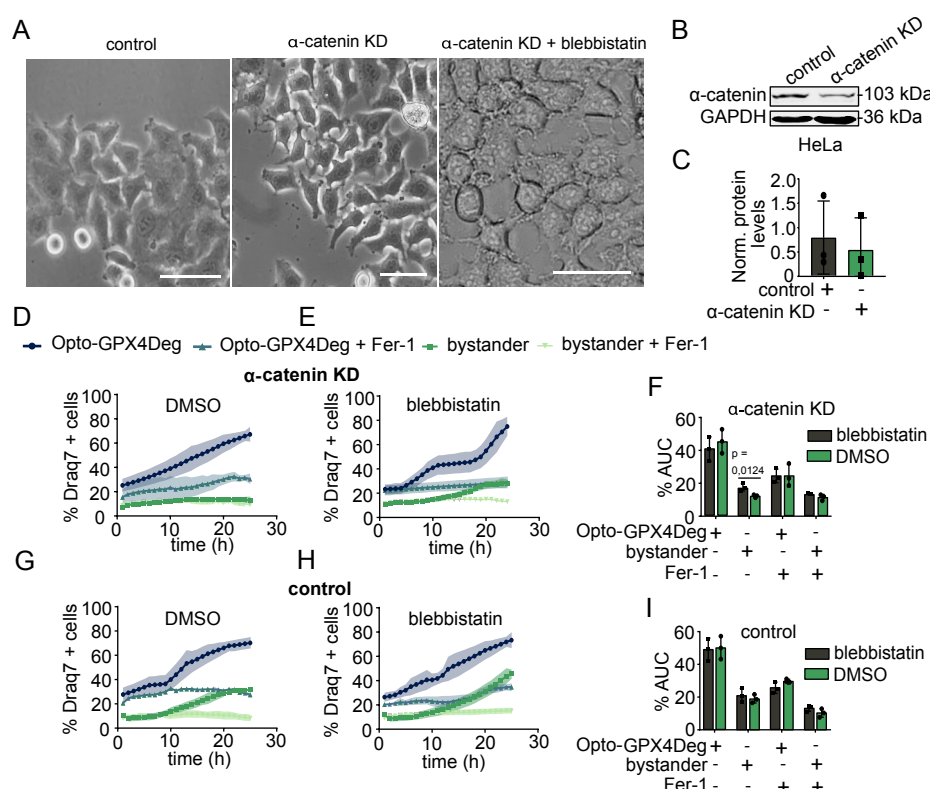 A
control
α-catenin KD
α-catenin KD + blebbistatin
B
control
α-catenin KD
α-catenin
-103 kDa
GAPDH
-36 kDa
HeLa
C
Norm. protein
levels
2.0
1.5
1.0
0.5
0
control + -
α-catenin KD - +
D
E
Opto-GPX4Deg
Opto-GPX4Deg + Fer-1
bystander
bystander + Fer-1
α-catenin KD
DMSO
% Draq7 + cells
100
80
60
40
20
0
0 10 20 30
time (h)
blebbistatin
% Draq7 + cells
100
80
60
40
20
0
0 10 20 30
time (h)
F
α-catenin KD
blebbistatin
DMSO
% AUC
60
40
20
0
p =
0,0124
Opto-GPX4Deg + - + -
bystander - + - +
Fer-1 - - + +
G
H
control
DMSO
% Draq7 + cells
100
80
60
40
20
0
0 10 20 30
time (h)
blebbistatin
% Draq7 + cells
100
80
60
40
20
0
0 10 20 30
time (h)
I
control
blebbistatin
DMSO
% AUC
60
40
20
0
Opto-GPX4Deg + - + -
bystander - + - +
Fer-1 - - + +